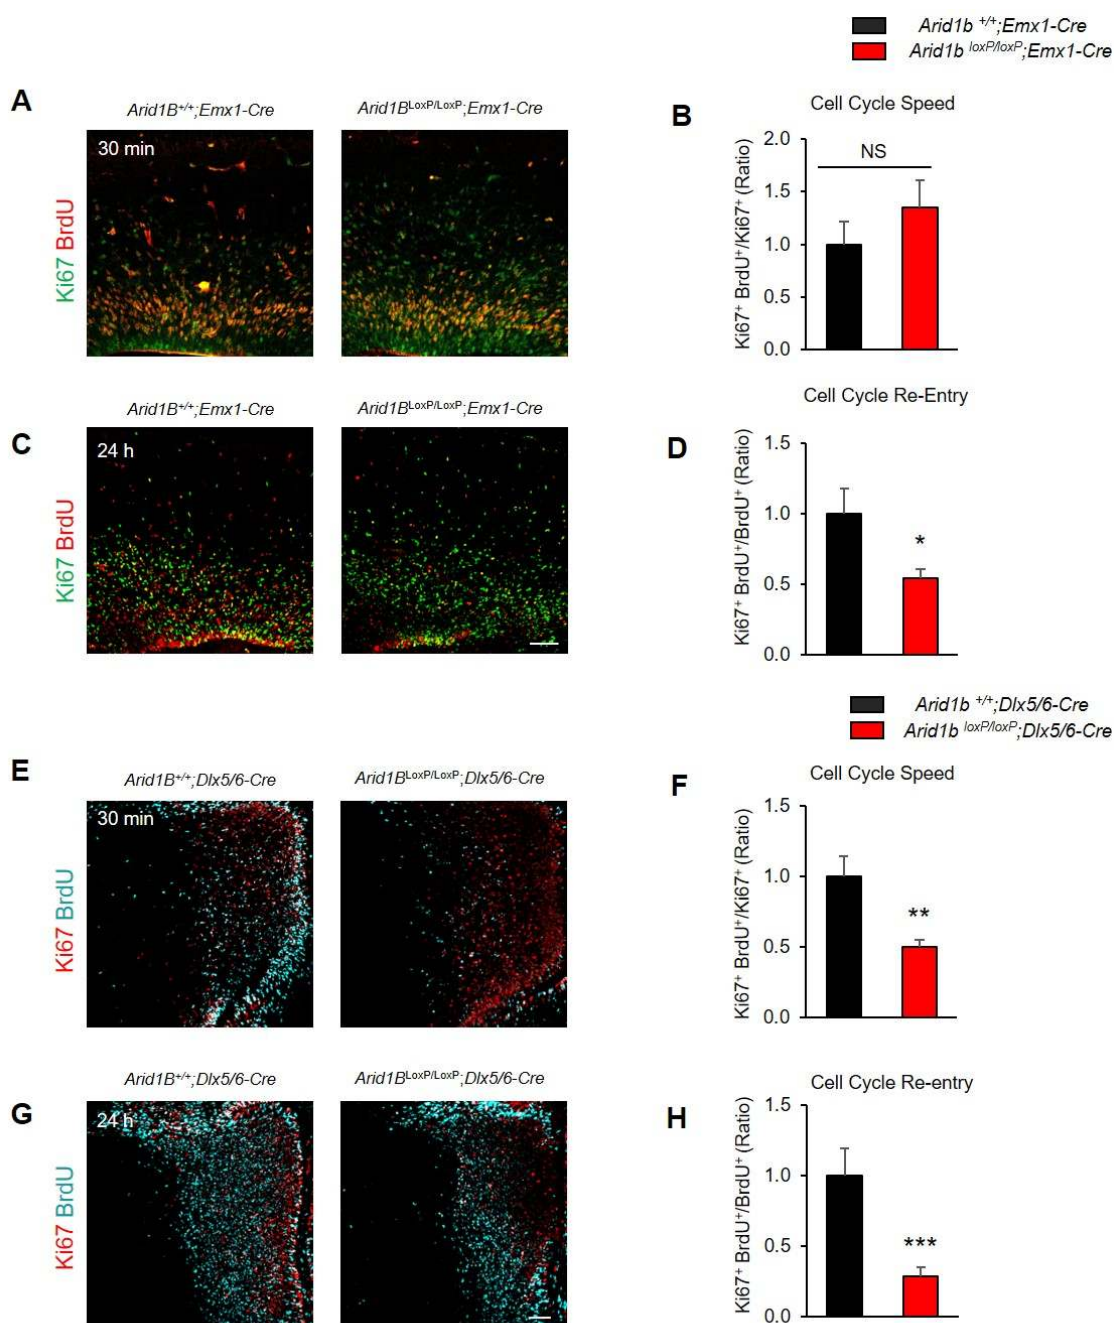 Arid1b +/+;Emx1-Cre
Arid1b loxP/loxP;Emx1-Cre
A
Arid1B+/+;Emx1-Cre
Arid1BLoxP/LoxP;Emx1-Cre
30 min
Ki67 BrdU
B
Cell Cycle Speed
Ki67+ BrdU+/Ki67+ (Ratio)
2.0
1.5
1.0
0.5
0.0
NS
C
Arid1B+/+;Emx1-Cre
Arid1BLoxP/LoxP;Emx1-Cre
24 h
Ki67 BrdU
D
Cell Cycle Re-Entry
Ki67+ BrdU+/BrdU+ (Ratio)
1.5
1.0
0.5
0.0
*
Arid1b +/+;Dlx5/6-Cre
Arid1b loxP/loxP;Dlx5/6-Cre
E
Arid1B+/+;Dlx5/6-Cre
Arid1BLoxP/LoxP;Dlx5/6-Cre
30 min
Ki67 BrdU
F
Cell Cycle Speed
Ki67+ BrdU+/Ki67+ (Ratio)
1.5
1.0
0.5
0.0
**
G
Arid1B+/+;Dlx5/6-Cre
Arid1BLoxP/LoxP;Dlx5/6-Cre
24 h
Ki67 BrdU
H
Cell Cycle Re-entry
Ki67+ BrdU+/BrdU+ (Ratio)
1.5
1.0
0.5
0.0
***